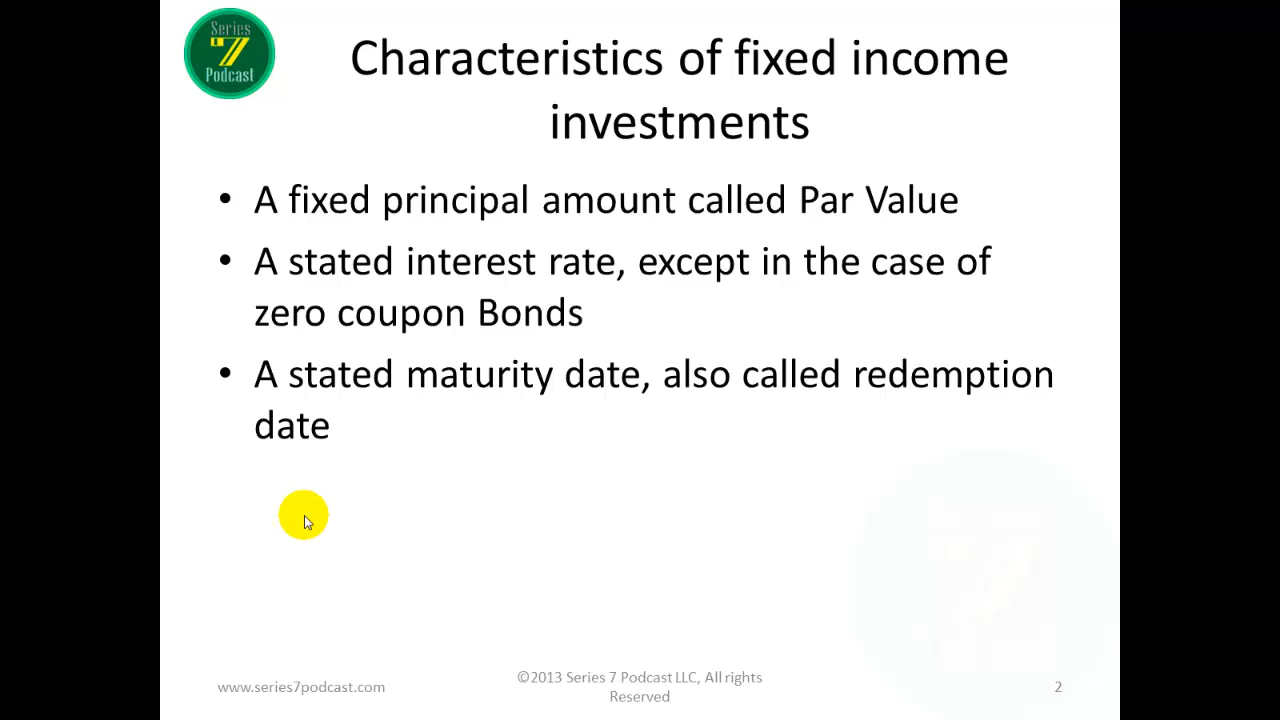 Series
7
Podcast
Characteristics of fixed income
investments
• A fixed principal amount called Par Value
• A stated interest rate, except in the case of
zero coupon Bonds
• A stated maturity date, also called redemption
date
www.series7podcast.com
©2013 Series 7 Podcast LLC, All rights
Reserved
2